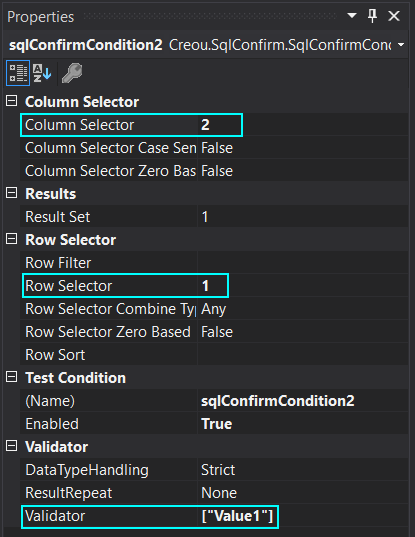 Properties
sqlConfirmCondition2 Creou.SqlConfirm.SqlConfirmCond
Column Selector
Column Selector 2
Column Selector Case Sen False
Column Selector Zero Bas False
Results
Result Set 1
Row Selector
Row Filter
Row Selector 1
Row Selector Combine Typ Any
Row Selector Zero Based False
Row Sort
Test Condition
(Name) sqlConfirmCondition2
Enabled True
Validator
DataTypeHandling Strict
ResultRepeat None
Validator ["Value1"]